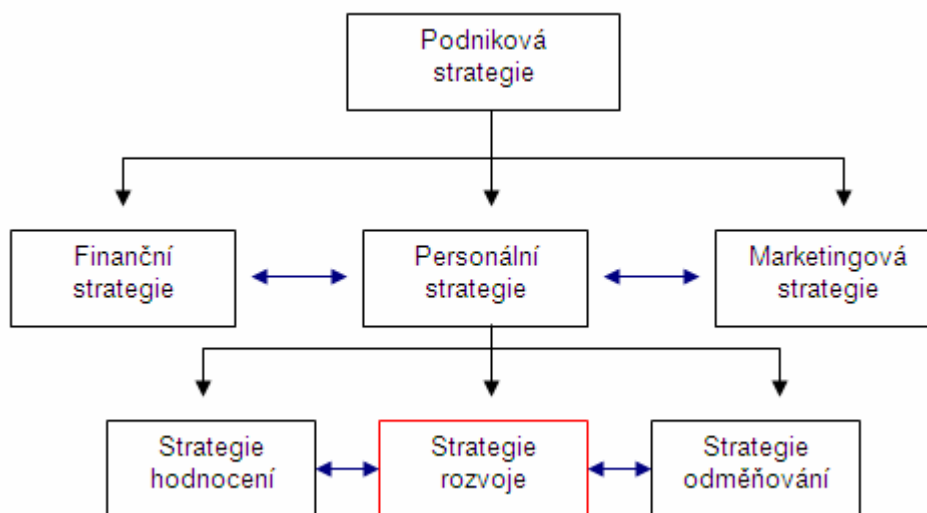 Podniková
strategie
Finanční
strategie
Personální
strategie
Marketingová
strategie
Strategie
hodnocení
Strategie
rozvoje
Strategie
odměňování